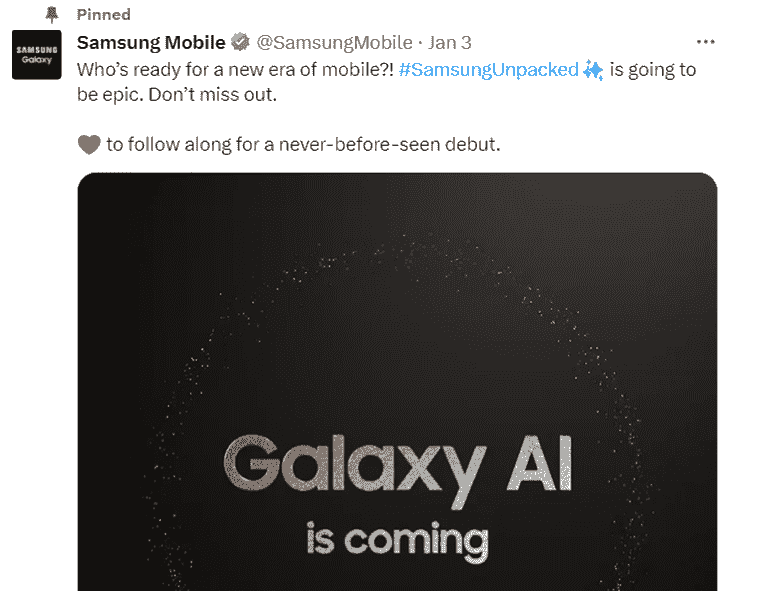 Pinned
SAMSUNG
Galaxy
Samsung Mobile @SamsungMobile · Jan 3
Who’s ready for a new era of mobile?! #SamsungUnpacked is going to
be epic. Don’t miss out.
to follow along for a never-before-seen debut.
Galaxy AI
is coming